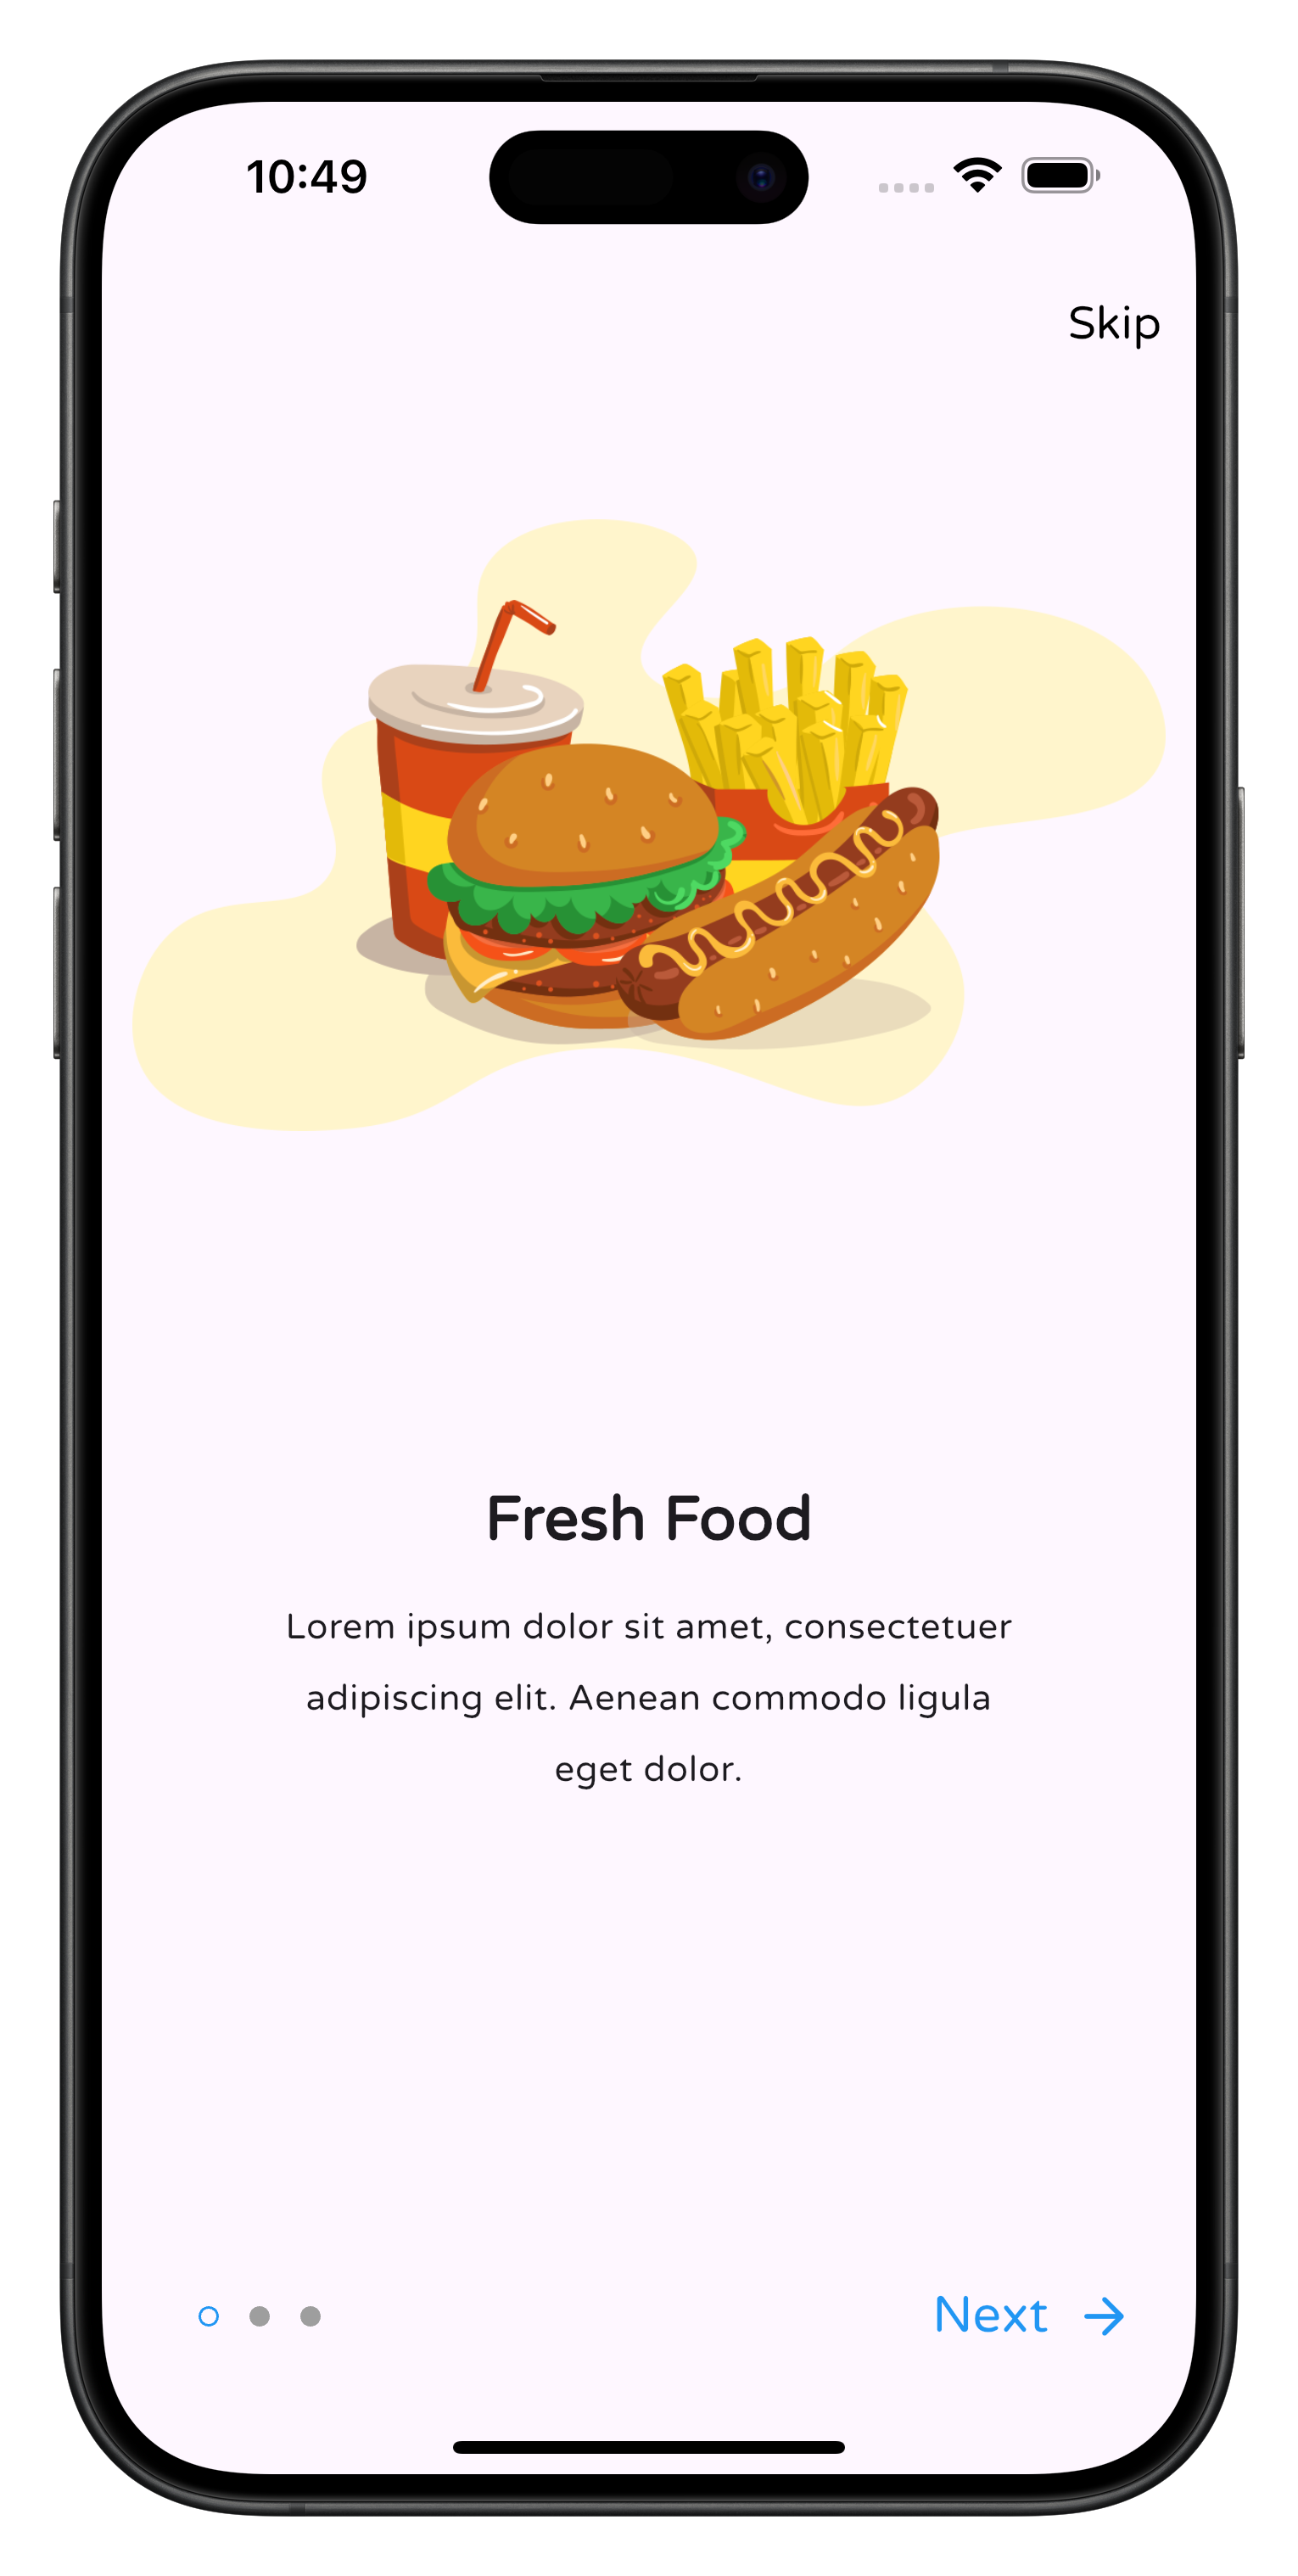 10:49
Skip
Fresh Food
Lorem ipsum dolor sit amet, consectetuer
adipiscing elit. Aenean commodo ligula
eget dolor.
Next